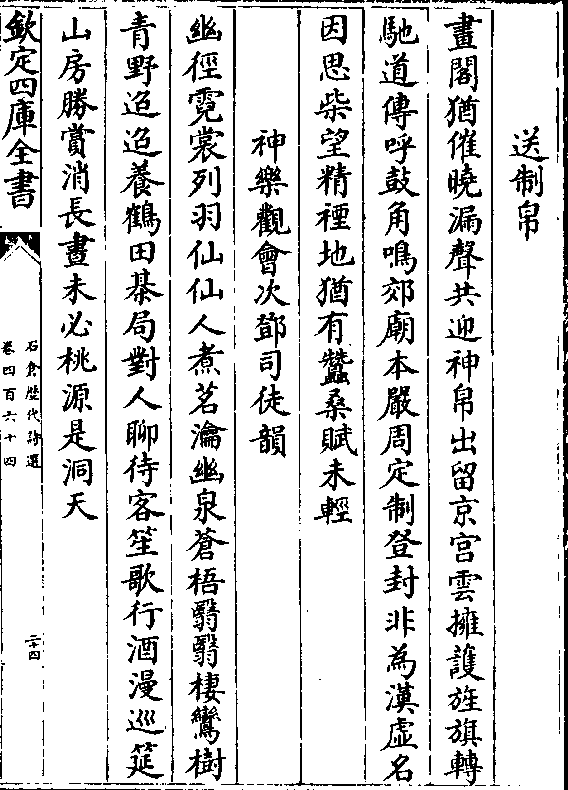 送制帛
畫閣猶催曉漏聲共迎神帛出留京宫雲擁護旌旗轉
馳道傳呼鼓角鳴郊廟本嚴周定制登封非為漢虚名
因思柴望精禋地猶有蠶桑賦未輕
神樂觀會次鄧司徒韻
幽徑霓裳列羽仙仙人煮茗瀹幽泉蒼梧翳翳棲鸞樹
青野迢迢養鶴田棊局對人聊待客笙歌行酒漫巡筵
山房勝賞消長晝未必桃源是洞天
欽定四庫全書
石倉歴代詩選
卷四百六十四
二十四